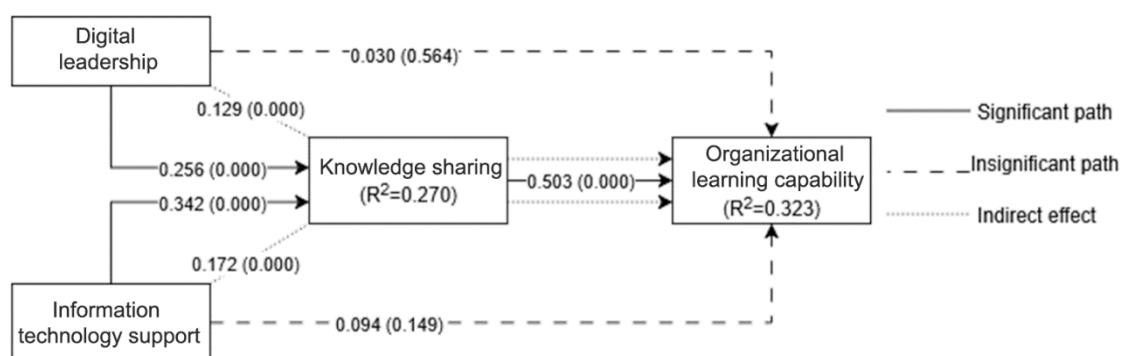 Digital
leadership
0.030 (0.564)
0.129 (0.000)
Significant path
0.256 (0.000)
Knowledge sharing
(R²=0.270)
0.503 (0.000)
Organizational
learning capability
(R²=0.323)
Insignificant path
0.342 (0.000)
Indirect effect
0.172 (0.000)
Information
technology support
0.094 (0.149)